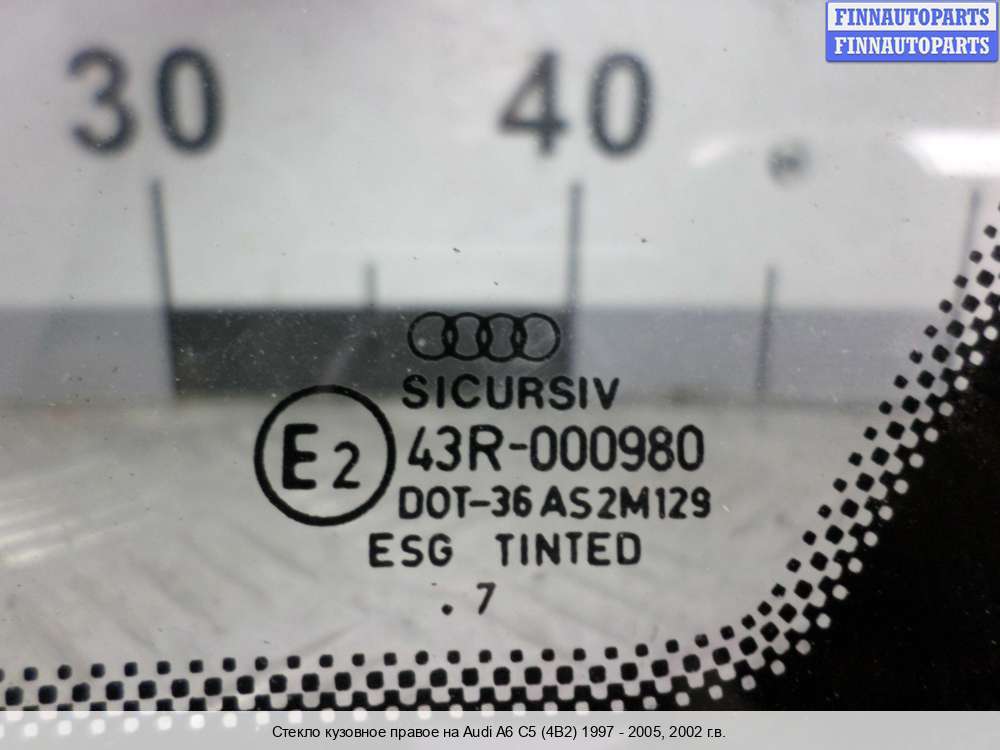 FINNAUTOPARTS
FINNAUTOPARTS
30 40
SICURSIV
E2 43R-000980
DOT-36 AS2M129
ESG TINTED
. 7
Стекло кузовное правое на Audi A6 C5 (4B2) 1997 - 2005, 2002 г.в.